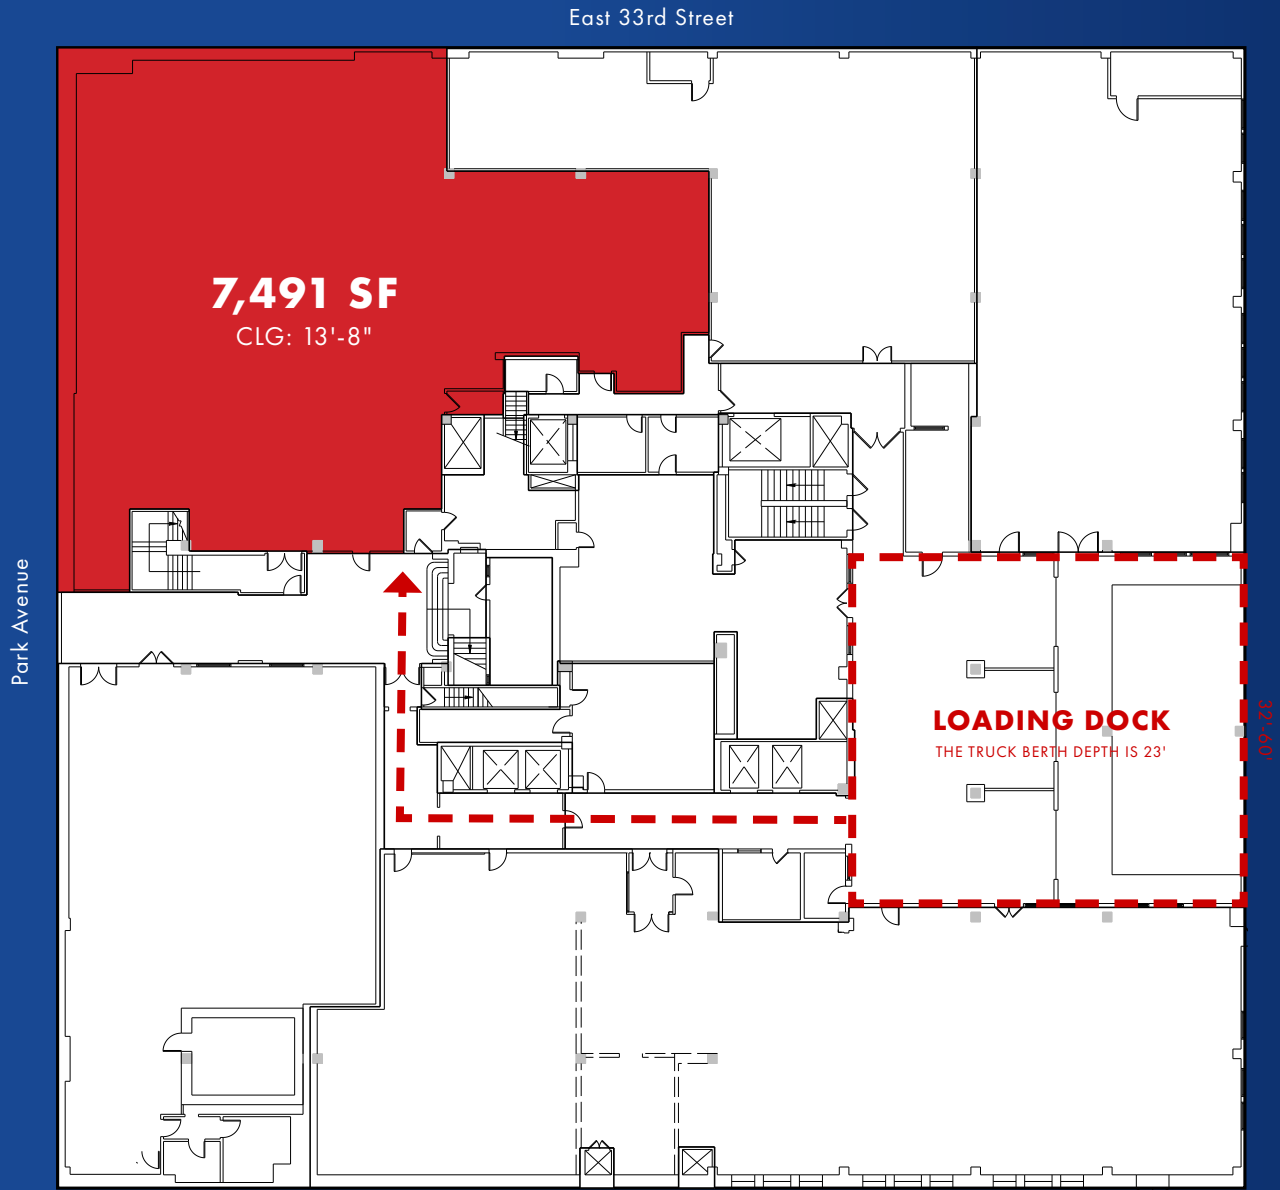 East 33rd Street
7,491 SF
CLG: 13'-8"
Park Avenue
LOADING DOCK
THE TRUCK BERTH DEPTH IS 23'
32'-60'